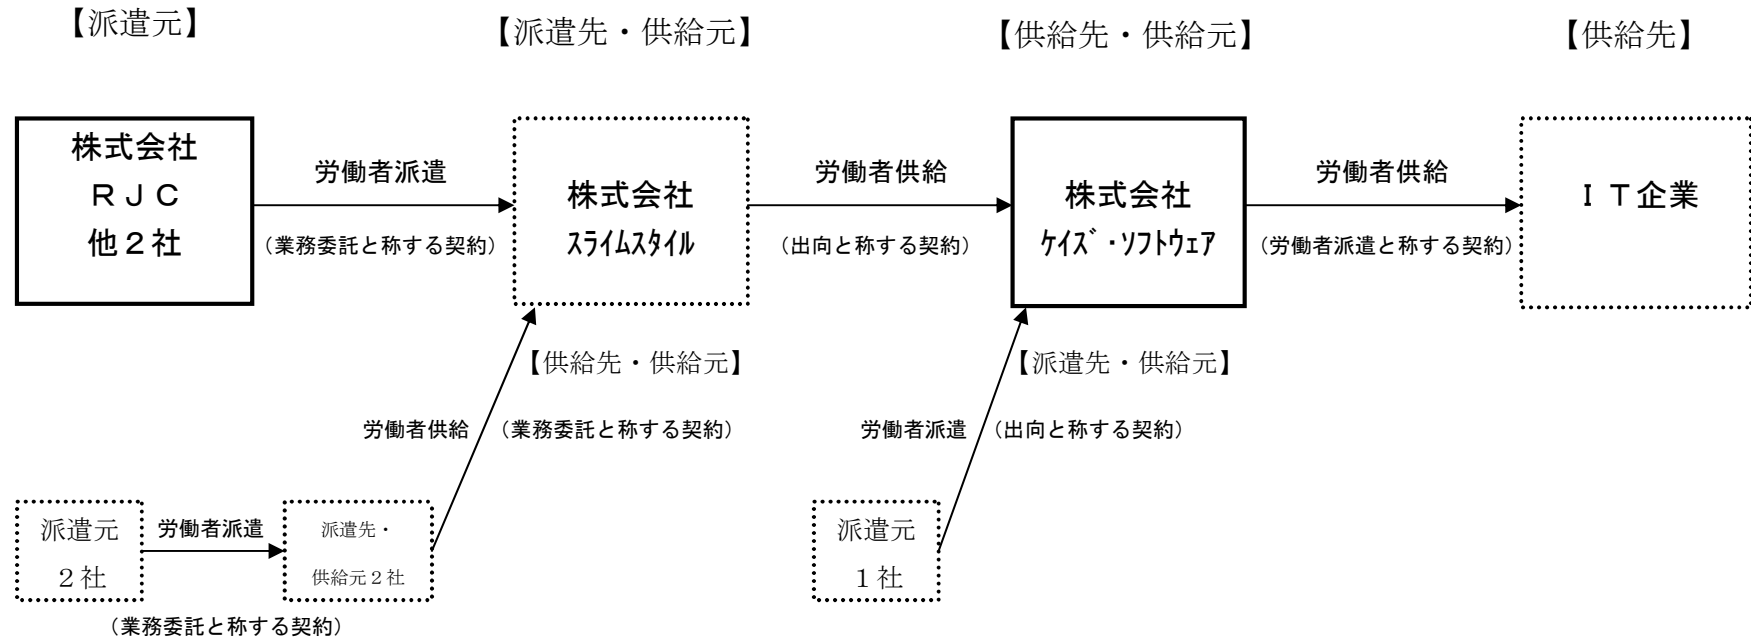 【派遣元】
【派遣先・供給元】
【供給先・供給元】
【供給先】
株式会社
ＲＪＣ
他２社
労働者派遣
（業務委託と称する契約）
株式会社
ｽﾗｲﾑｽﾀｲﾙ
労働者供給
（出向と称する契約）
株式会社
ｹｲｽﾞ・ｿﾌﾄｳｪｱ
労働者供給
（労働者派遣と称する契約）
ＩＴ企業
【供給先・供給元】
【派遣先・供給元】
労働者供給
（業務委託と称する契約）
労働者派遣
（出向と称する契約）
派遣元
２社
労働者派遣
派遣先・
供給元２社
派遣元
１社
（業務委託と称する契約）